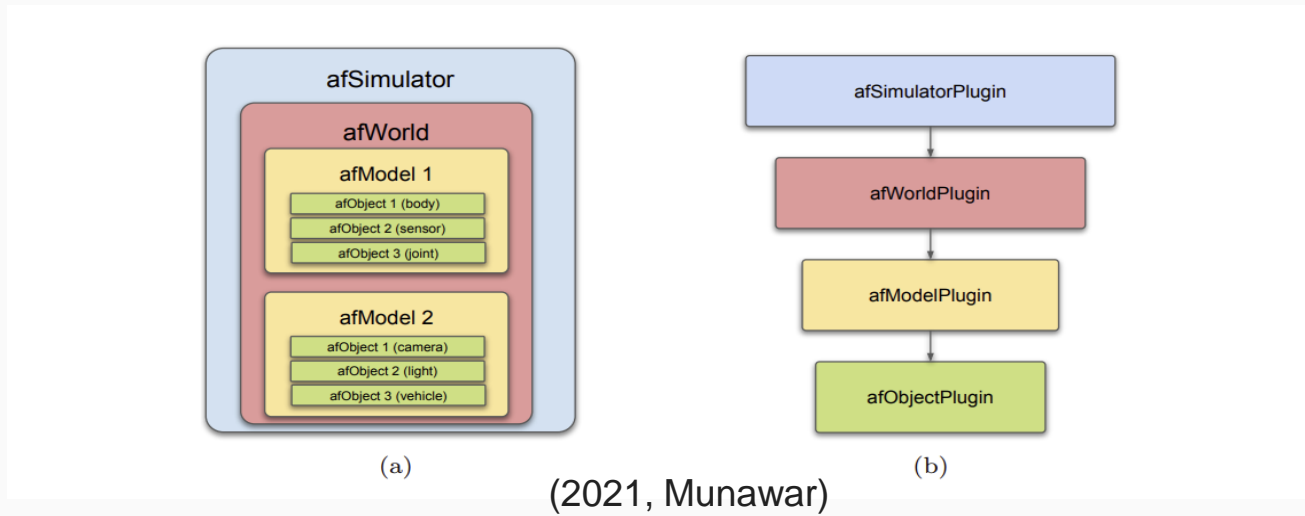 afSimulator
afWorld
afModel 1
afObject 1 (body)
afObject 2 (sensor)
afObject 3 (joint)
afModel 2
afObject 1 (camera)
afObject 2 (light)
afObject 3 (vehicle)
(a)
afSimulatorPlugin
afWorldPlugin
afModelPlugin
afObjectPlugin
(b)
(2021, Munawar)